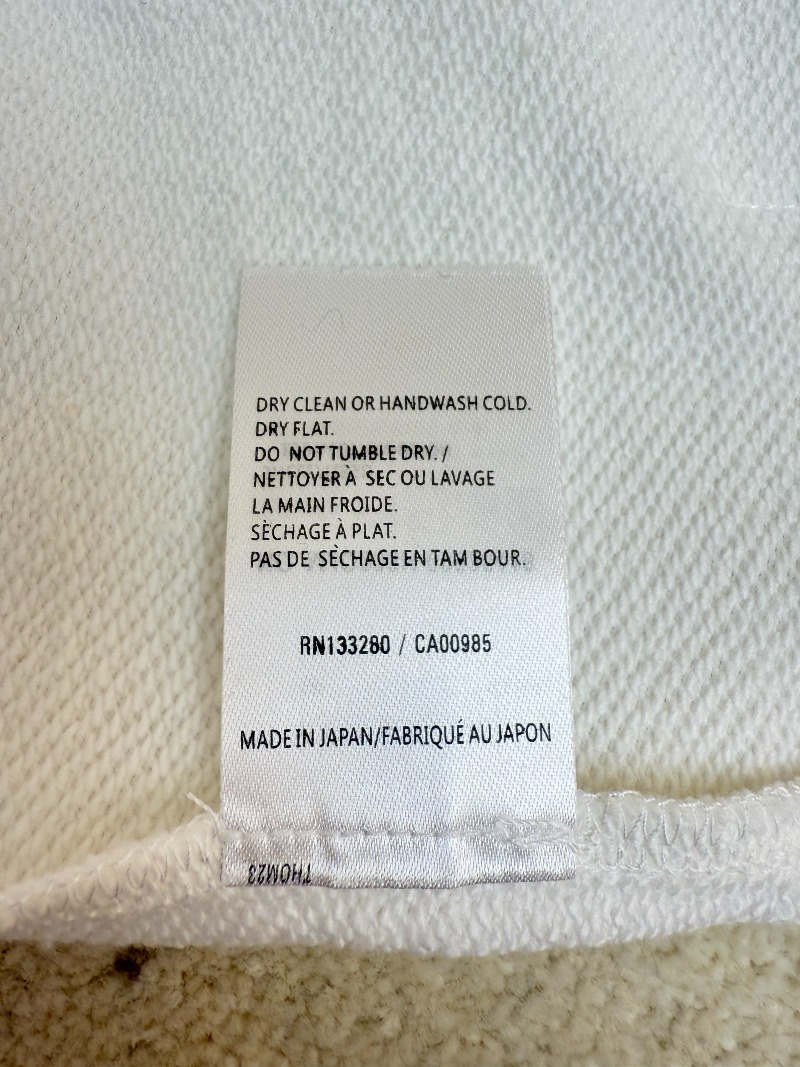 DRY CLEAN OR HANDWASH COLD.
DRY FLAT.
DO NOT TUMBLE DRY. /
NETTOYER À SEC OU LAVAGE
LA MAIN FROIDE.
SÈCHAGE À PLAT.
PAS DE SÈCHAGE EN TAM BOUR.
RN133280 / CA00985
MADE IN JAPAN/FABRIQUÉ AU JAPON
THOM23